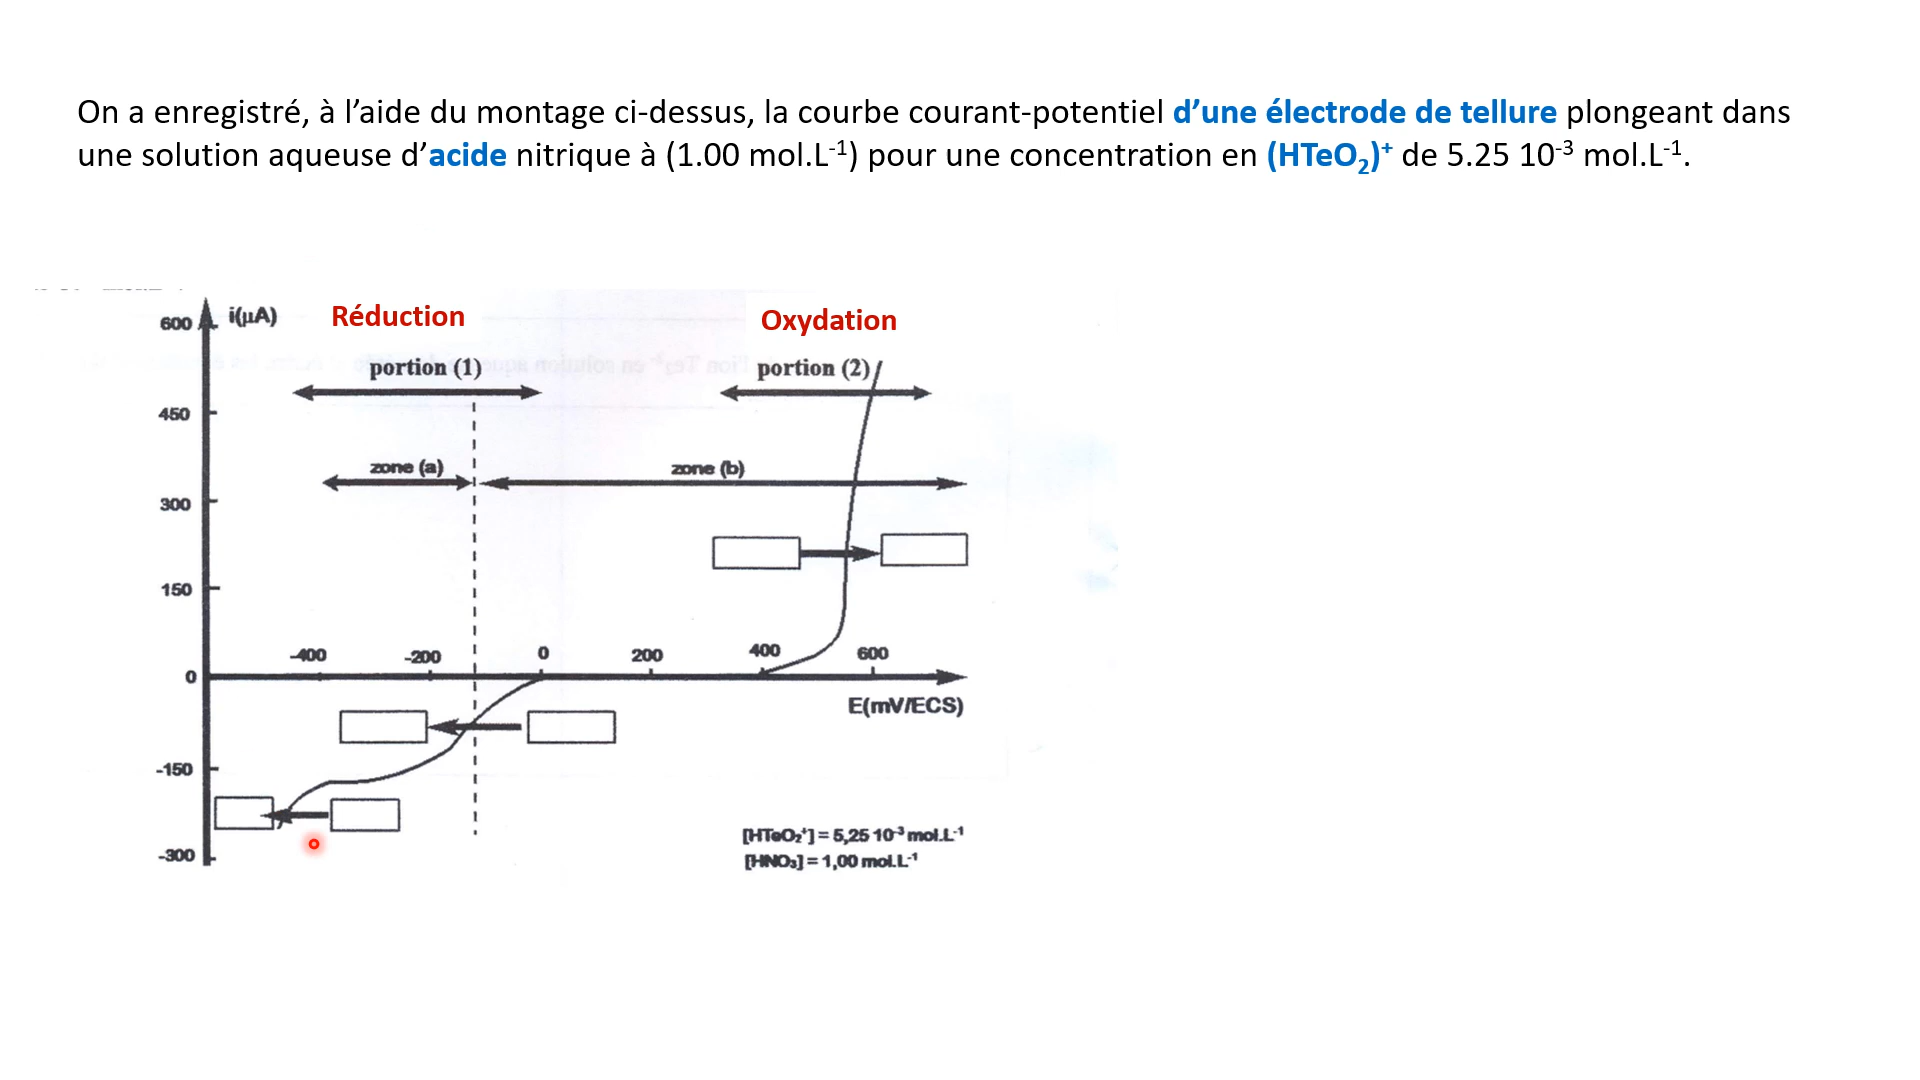 On a enregistré, à l’aide du montage ci-dessus, la courbe courant-potentiel d’une électrode de tellure plongeant dans
une solution aqueuse d’acide nitrique à (1.00 mol.L-1) pour une concentration en (HTeO2)+ de 5.25 10-3 mol.L-1.
i(μA)
Réduction
Oxydation
600
portion (1)
portion (2)
450
zone (a)
zone (b)
300
150
-400
-200
0
200
400
600
0
E(mV/ECS)
-150
-300
[HTeO2+] = 5,25 10-3 mol.L-1
[HNO3] = 1,00 mol.L-1